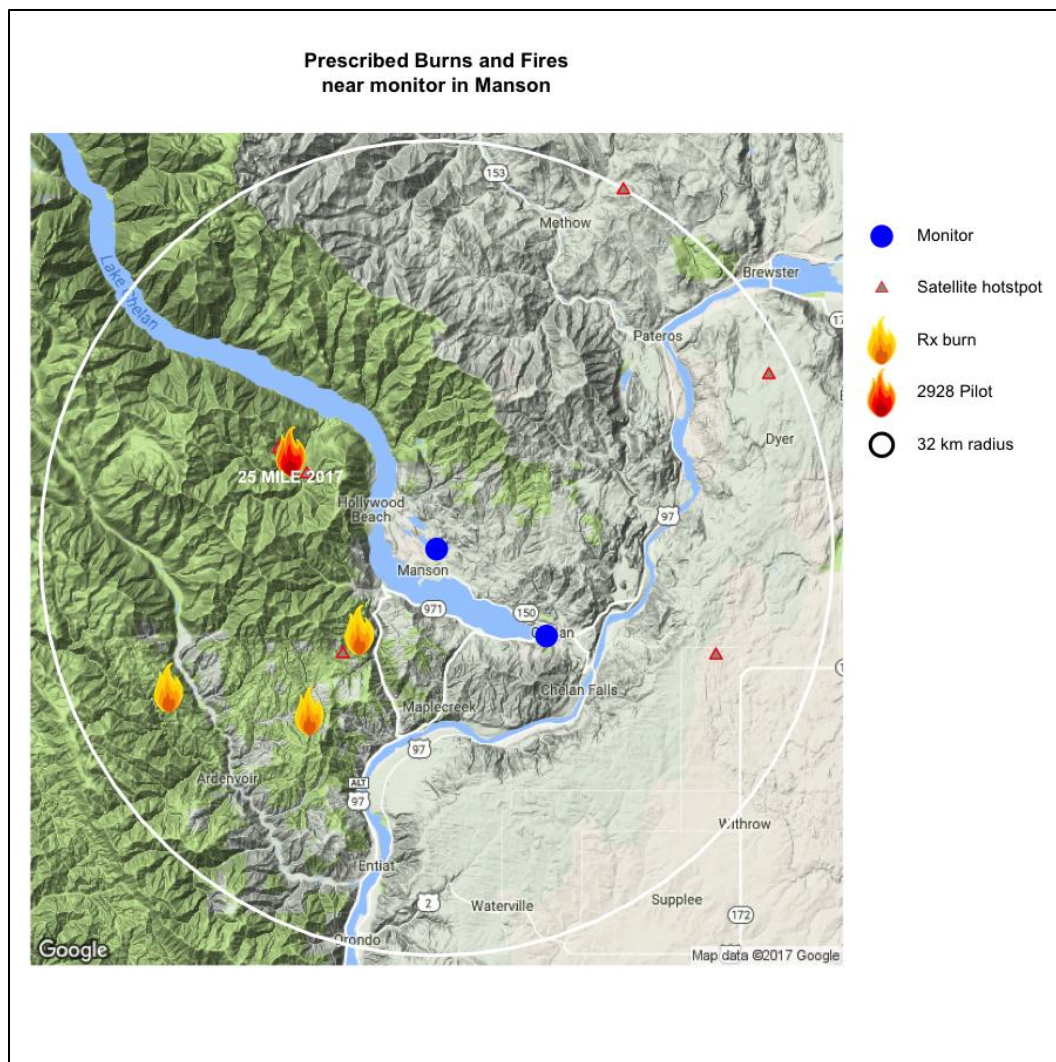 Prescribed Burns and Fires
near monitor in Manson
153
Methow
Lake Chelan
Brewster
17
Pateros
Dyer
25 MILE 2017
Hollywood
Beach
97
Manson
971
150
Chelan Falls
Maplecreek
97
Ardenvoir
ALT
97
Withrow
Entiat
2
Waterville
Supplee
172
Orondo
Google
Map data ©2017 Google
Monitor
Satellite hotstpot
Rx burn
2928 Pilot
32 km radius